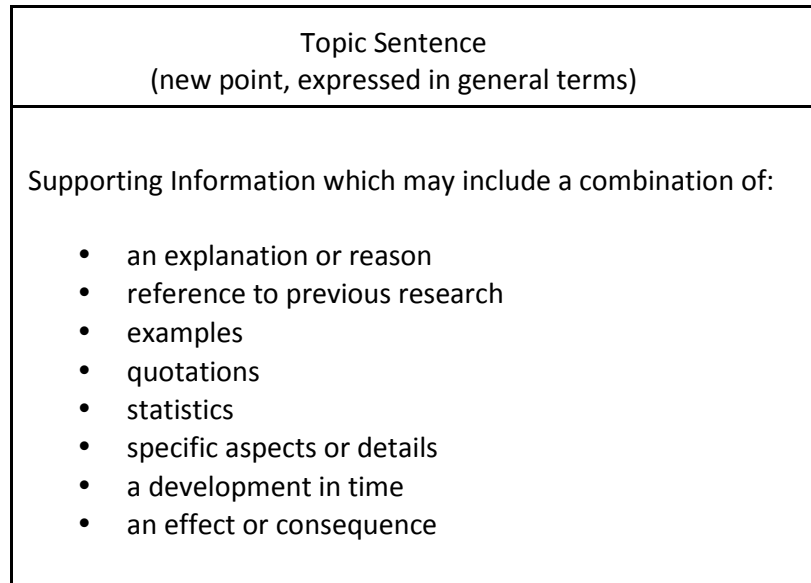 Topic Sentence
(new point, expressed in general terms)
Supporting Information which may include a combination of:
• an explanation or reason
• reference to previous research
• examples
• quotations
• statistics
• specific aspects or details
• a development in time
• an effect or consequence